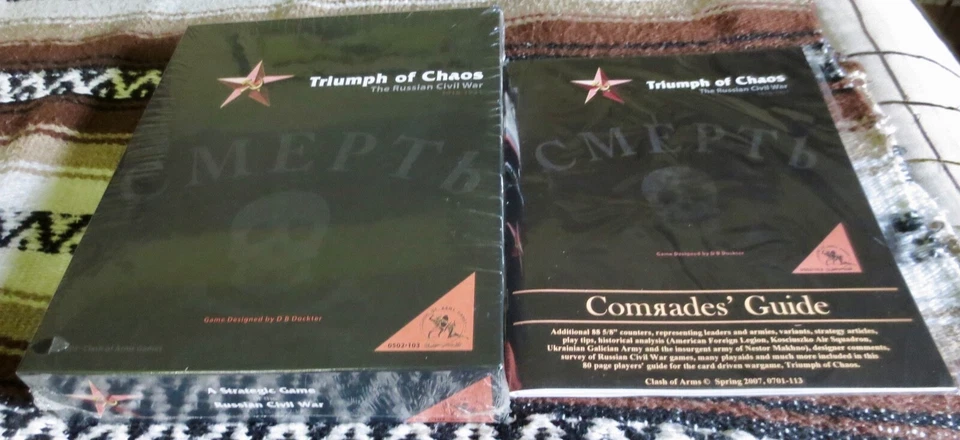 Triumph of Chaos
The Russian Civil War
СМЕРТЬ
Game Designed by D B Dockter
0502-103
A Strategic Game
Russian Civil War
Triumph of Chaos
The Russian Civil War
СМЕРТЬ
Game Designed by D B Dockter
Comяades' Guide
Additional 88 5/8" counters, representing leaders and armies, variants, strategy articles,
play tips, historical analysis (American Foreign Legion, Kosciuszko Air Squadron,
Ukrainian Galician Army and the insurgent army of Nestor Makhno), designer comments,
survey of Russian Civil War games, many playaids and much more included in this
80 page players' guide for the card driven wargame, Triumph of Chaos.
Clash of Arms © Spring 2007, 0701-113